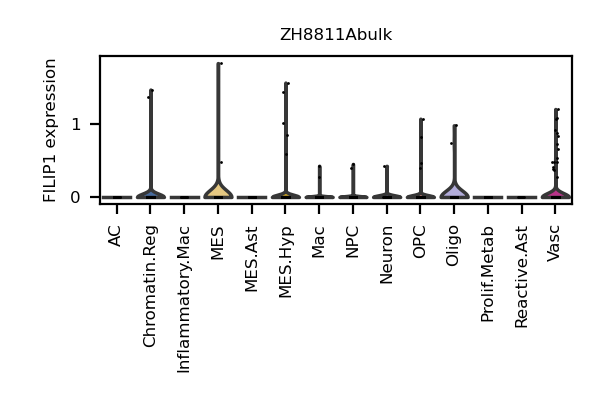 ZH8811Abulk
FILIP1 expression
1
0
AC
Chromatin.Reg
Inflammatory.Mac
MES
MES.Ast
MES.Hyp
Mac
NPC
Neuron
OPC
Oligo
Prolif.Metab
Reactive.Ast
Vasc